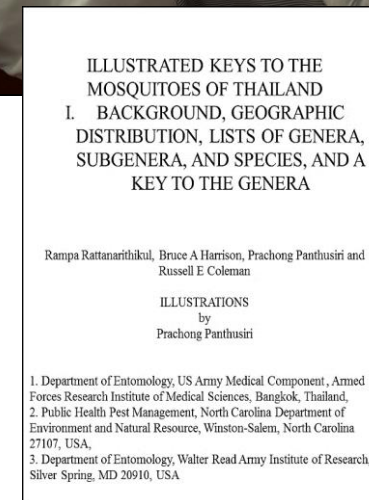 ILLUSTRATED KEYS TO THE
MOSQUITOES OF THAILAND
I. BACKGROUND, GEOGRAPHIC
DISTRIBUTION, LISTS OF GENERA,
SUBGENERA, AND SPECIES, AND A
KEY TO THE GENERA
Rampa Rattanarithikul, Bruce A Harrison, Prachong Panthusiri and
Russell E Coleman
ILLUSTRATIONS
by
Prachong Panthusiri
1. Department of Entomology, US Army Medical Component, Armed
Forces Research Institute of Medical Sciences, Bangkok, Thailand,
2. Public Health Pest Management, North Carolina Department of
Environment and Natural Resource, Winston-Salem, North Carolina
27107, USA,
3. Department of Entomology, Walter Read Army Institute of Research,
Silver Spring, MD 20910, USA